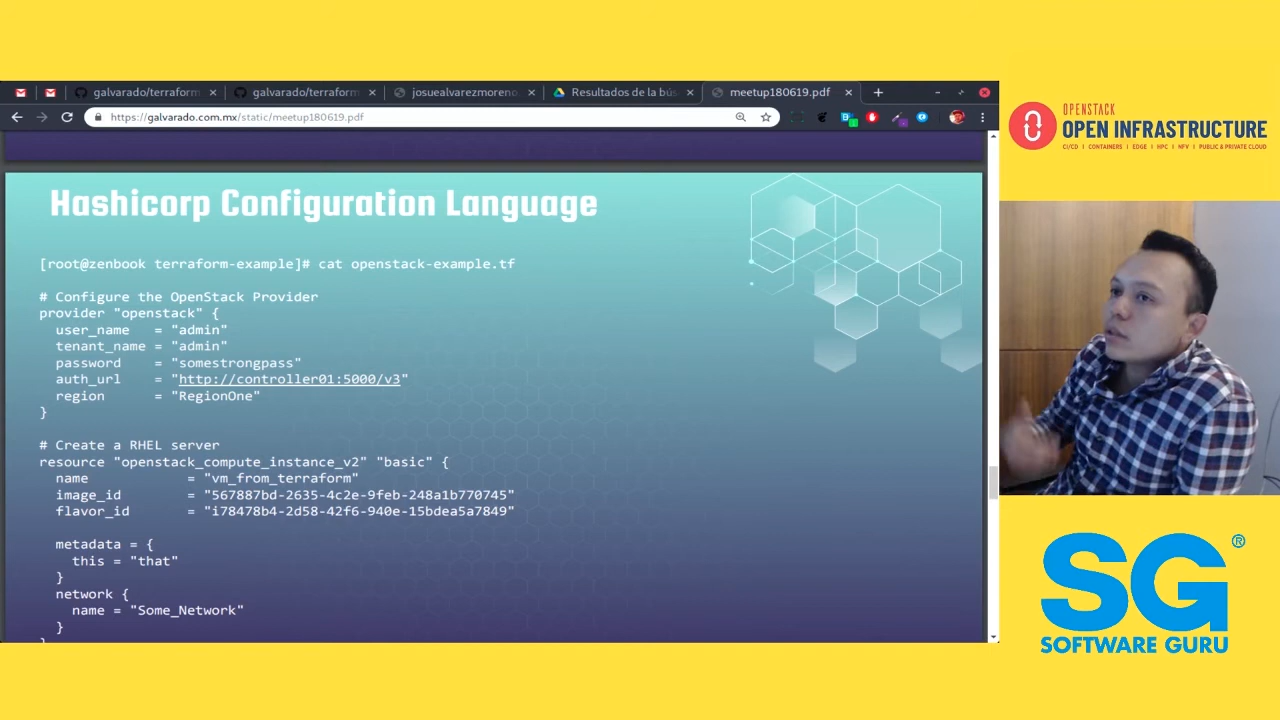 galvarado/terraform
galvarado/terraform
josuealvarezmoreno
Resultados de la bús
meetup180619.pdf
https://galvarado.com.mx/static/meetup180619.pdf
Hashicorp Configuration Language
[root@zenbook terraform-example]# cat openstack-example.tf
# Configure the OpenStack Provider
provider "openstack" {
user_name = "admin"
tenant_name = "admin"
password = "somestrongpass"
auth_url = "http://controller01:5000/v3"
region = "RegionOne"
}
# Create a RHEL server
resource "openstack_compute_instance_v2" "basic" {
name = "vm_from_terraform"
image_id = "567887bd-2635-4c2e-9feb-248a1b770745"
flavor_id = "i78478b4-2d58-42f6-940e-15bdea5a7849"
metadata = {
this = "that"
}
network {
name = "Some_Network"
}
OPENSTACK
OPEN INFRASTRUCTURE
CI/CD | CONTAINERS | EDGE | HPC | NFV | PUBLIC & PRIVATE CLOUD
SG®
SOFTWARE GURU